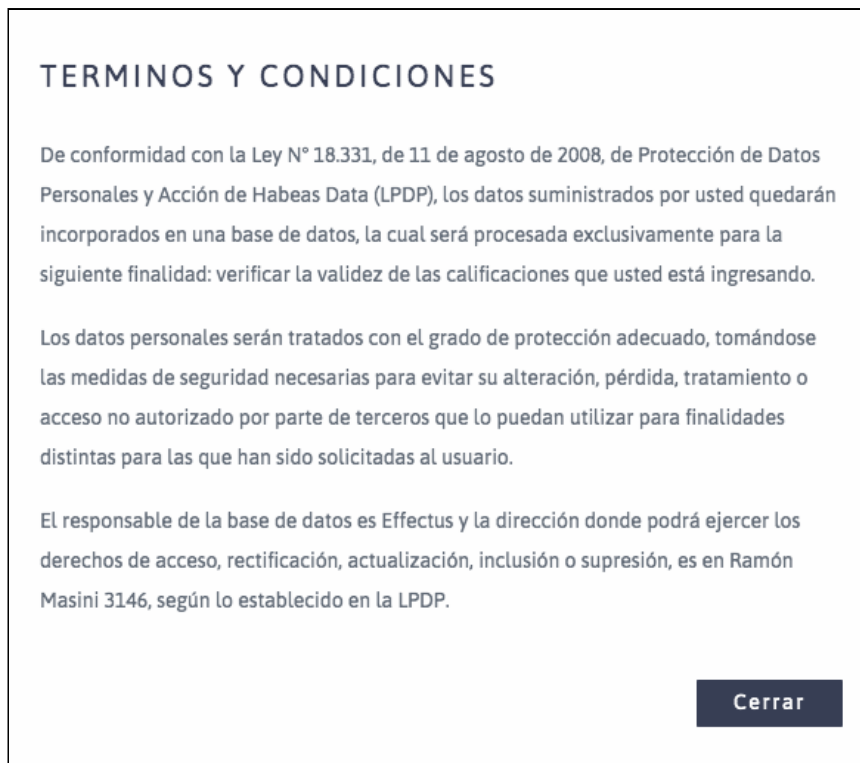 TERMINOS Y CONDICIONES
De conformidad con la Ley N° 18.331, de 11 de agosto de 2008, de Protección de Datos
Personales y Acción de Habeas Data (LPDP), los datos suministrados por usted quedarán
incorporados en una base de datos, la cual será procesada exclusivamente para la
siguiente finalidad: verificar la validez de las calificaciones que usted está ingresando.
Los datos personales serán tratados con el grado de protección adecuado, tomándose
las medidas de seguridad necesarias para evitar su alteración, pérdida, tratamiento o
acceso no autorizado por parte de terceros que lo puedan utilizar para finalidades
distintas para las que han sido solicitadas al usuario.
El responsable de la base de datos es Effectus y la dirección donde podrá ejercer los
derechos de acceso, rectificación, actualización, inclusión o supresión, es en Ramón
Masini 3146, según lo establecido en la LPDP.
Cerrar